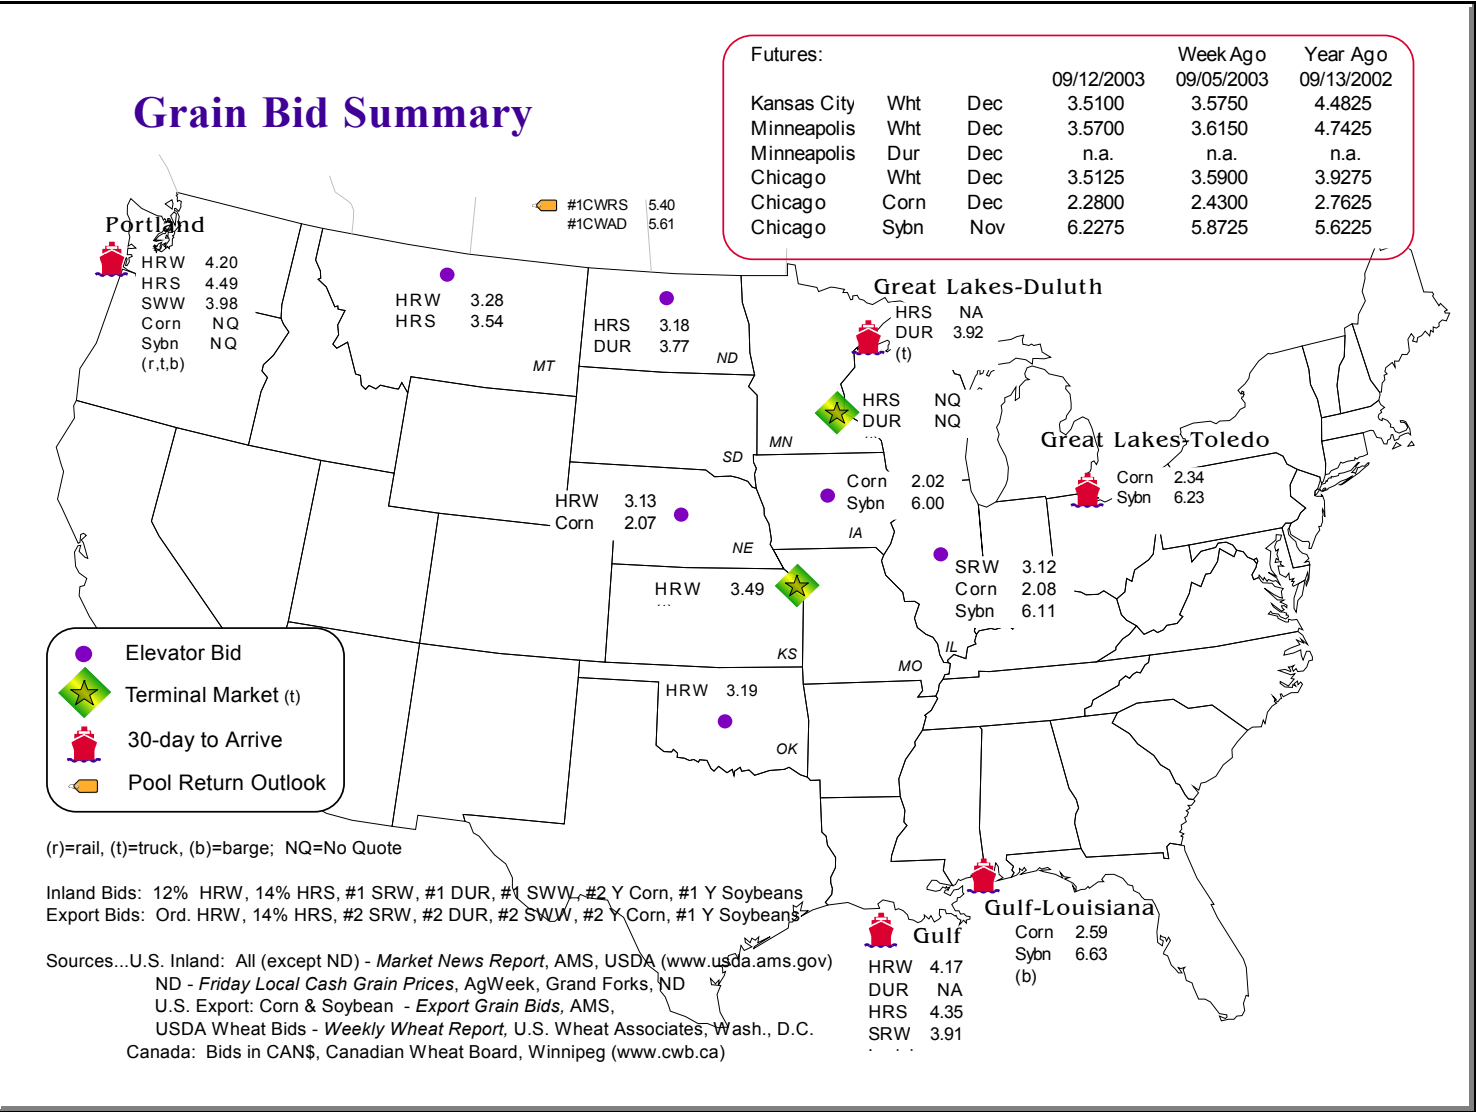 Futures: Week Ago Year Ago
09/12/2003 09/05/2003 09/13/2002
Kansas City Wht Dec 3.5100 3.5750 4.4825
Minneapolis Wht Dec 3.5700 3.6150 4.7425
Minneapolis Dur Dec n.a. n.a. n.a.
Chicago Wht Dec 3.5125 3.5900 3.9275
Chicago Corn Dec 2.2800 2.4300 2.7625
Chicago Sybn Nov 6.2275 5.8725 5.6225
Grain Bid Summary
#1CWRS 5.40
#1CWAD 5.61
Portland
HRW 4.20
HRS 4.49
SWW 3.98
Corn NQ
Sybn NQ
(r,t,b)
HRW 3.28
HRS 3.54
MT
HRS 3.18
DUR 3.77
ND
Great Lakes-Duluth
HRS NA
DUR 3.92
(t)
HRS NQ
DUR NQ
MN
SD
Great Lakes-Toledo
Corn 2.34
Sybn 6.23
Corn 2.02
Sybn 6.00
IA
HRW 3.13
Corn 2.07
NE
SRW 3.12
Corn 2.08
Sybn 6.11
IL
HRW 3.49
KS
MO
HRW 3.19
OK
Elevator Bid
Terminal Market (t)
30-day to Arrive
Pool Return Outlook
(r)=rail, (t)=truck, (b)=barge; NQ=No Quote
Inland Bids: 12% HRW, 14% HRS, #1 SRW, #1 DUR, #1 SWW, #2 Y Corn, #1 Y Soybeans
Export Bids: Ord. HRW, 14% HRS, #2 SRW, #2 DUR, #2 SWW, #2 Y Corn, #1 Y Soybeans
Gulf-Louisiana
Corn 2.59
Sybn 6.63
(b)
Gulf
HRW 4.17
DUR NA
HRS 4.35
SRW 3.91
Sources...U.S. Inland: All (except ND) - Market News Report, AMS, USDA (www.usda.ams.gov)
ND - Friday Local Cash Grain Prices, AgWeek, Grand Forks, ND
U.S. Export: Corn & Soybean - Export Grain Bids, AMS,
USDA Wheat Bids - Weekly Wheat Report, U.S. Wheat Associates, Wash., D.C.
Canada: Bids in CAN$, Canadian Wheat Board, Winnipeg (www.cwb.ca)